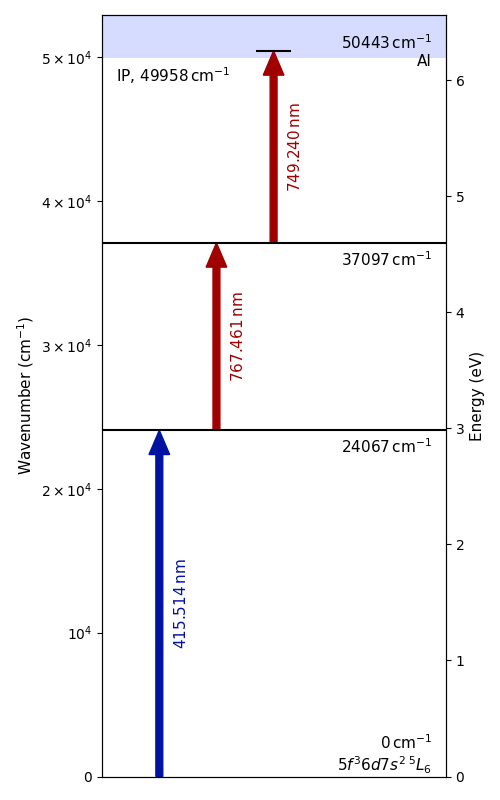 50443 cm⁻¹
AI
IP, 49958 cm⁻¹
749.240 nm
37097 cm⁻¹
767.461 nm
24067 cm⁻¹
415.514 nm
0 cm⁻¹
5f³6d7s² ⁵L₆
Wavenumber (cm⁻¹)
5 × 10⁴
4 × 10⁴
3 × 10⁴
2 × 10⁴
10⁴
0
Energy (eV)
6
5
4
3
2
1
0